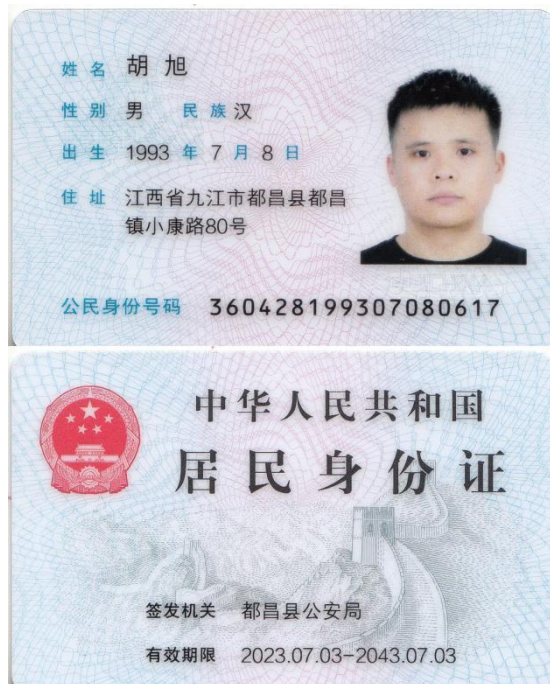 姓名 胡旭
性别 男 民族 汉
出生 1993 年 7 月 8 日
住址 江西省九江市都昌县都昌
镇小康路80号
公民身份号码 360428199307080617
中华人民共和国
居民身份证
签发机关 都昌县公安局
有效期限 2023.07.03-2043.07.03